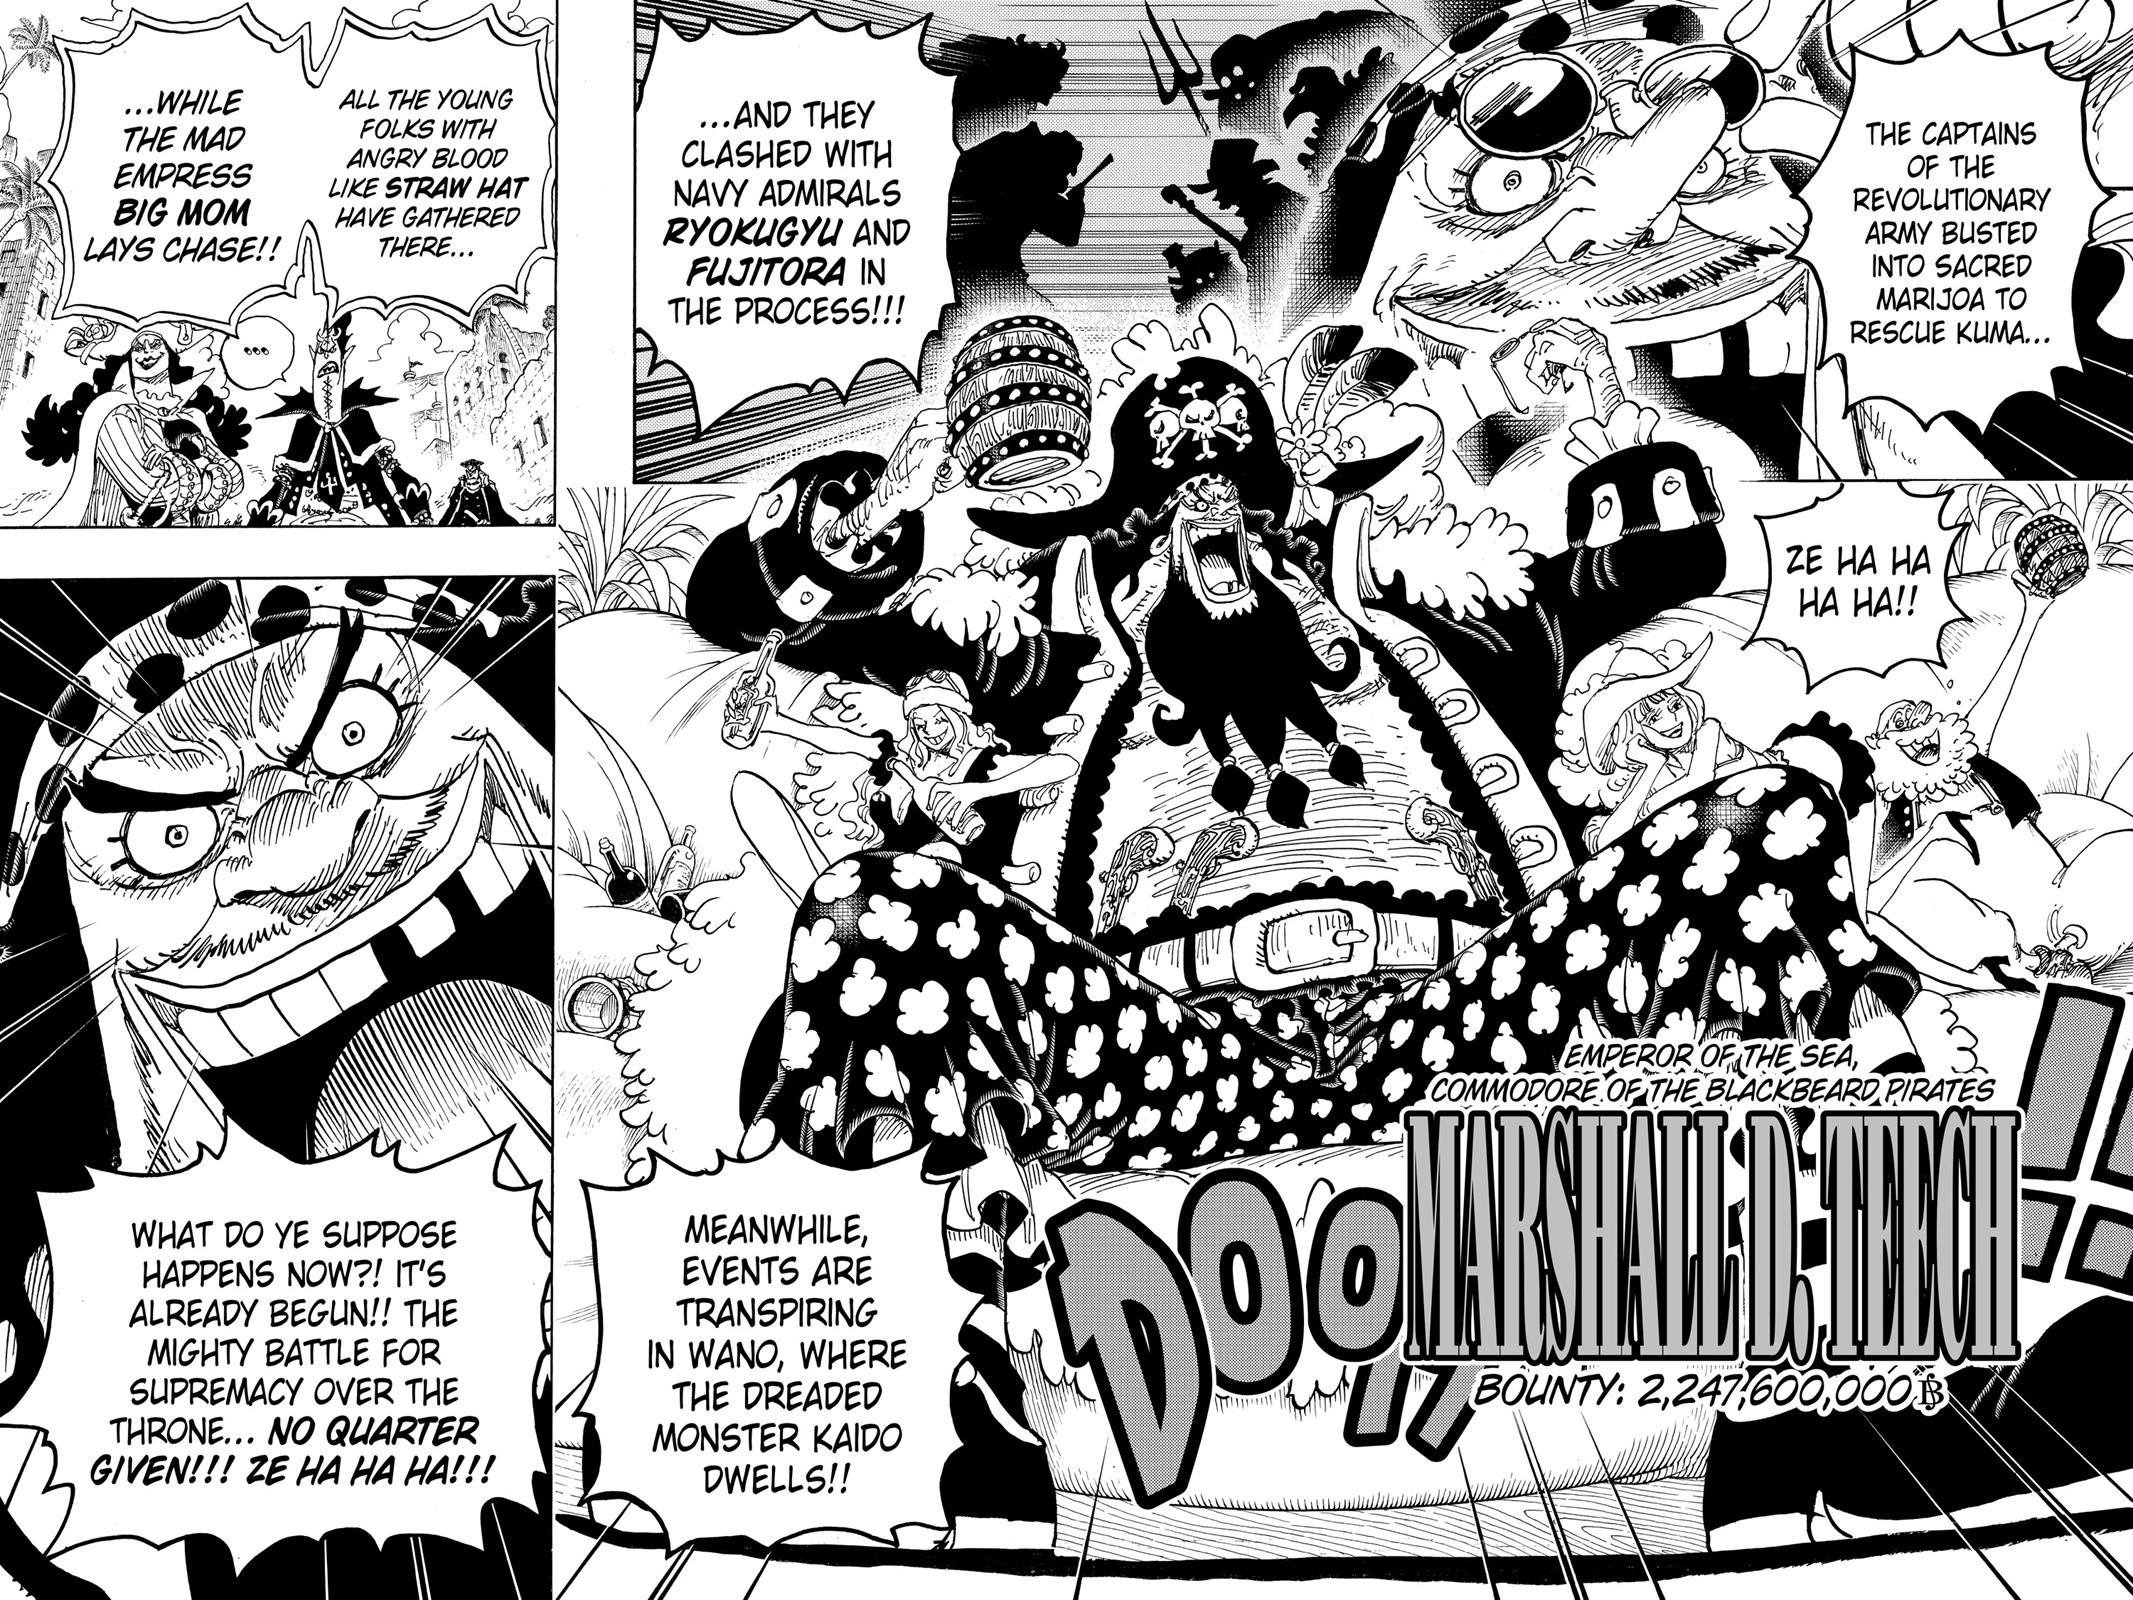 THE CAPTAINS
OF THE
REVOLUTIONARY
ARMY BUSTED
INTO SACRED
MARIJOA TO
RESCUE KUMA...
...AND THEY
CLASHED WITH
NAVY ADMIRALS
RYOKUGYU AND
FUJITORA IN
THE PROCESS!!!
ZE HA HA
HA HA!!
EMPEROR OF THE SEA,
COMMODORE OF THE BLACKBEARD PIRATES
MARSHALL D. TEECH
BOUNTY: 2,247,600,000฿
DOO
!!
MEANWHILE,
EVENTS ARE
TRANSPIRING
IN WANO, WHERE
THE DREADED
MONSTER KAIDO
DWELLS!!
ALL THE YOUNG
FOLKS WITH
ANGRY BLOOD
LIKE STRAW HAT
HAVE GATHERED
THERE...
...WHILE
THE MAD
EMPRESS
BIG MOM
LAYS CHASE!!
...
WHAT DO YE SUPPOSE
HAPPENS NOW?! IT'S
ALREADY BEGUN!! THE
MIGHTY BATTLE FOR
SUPREMACY OVER THE
THRONE... NO QUARTER
GIVEN!!! ZE HA HA HA!!!